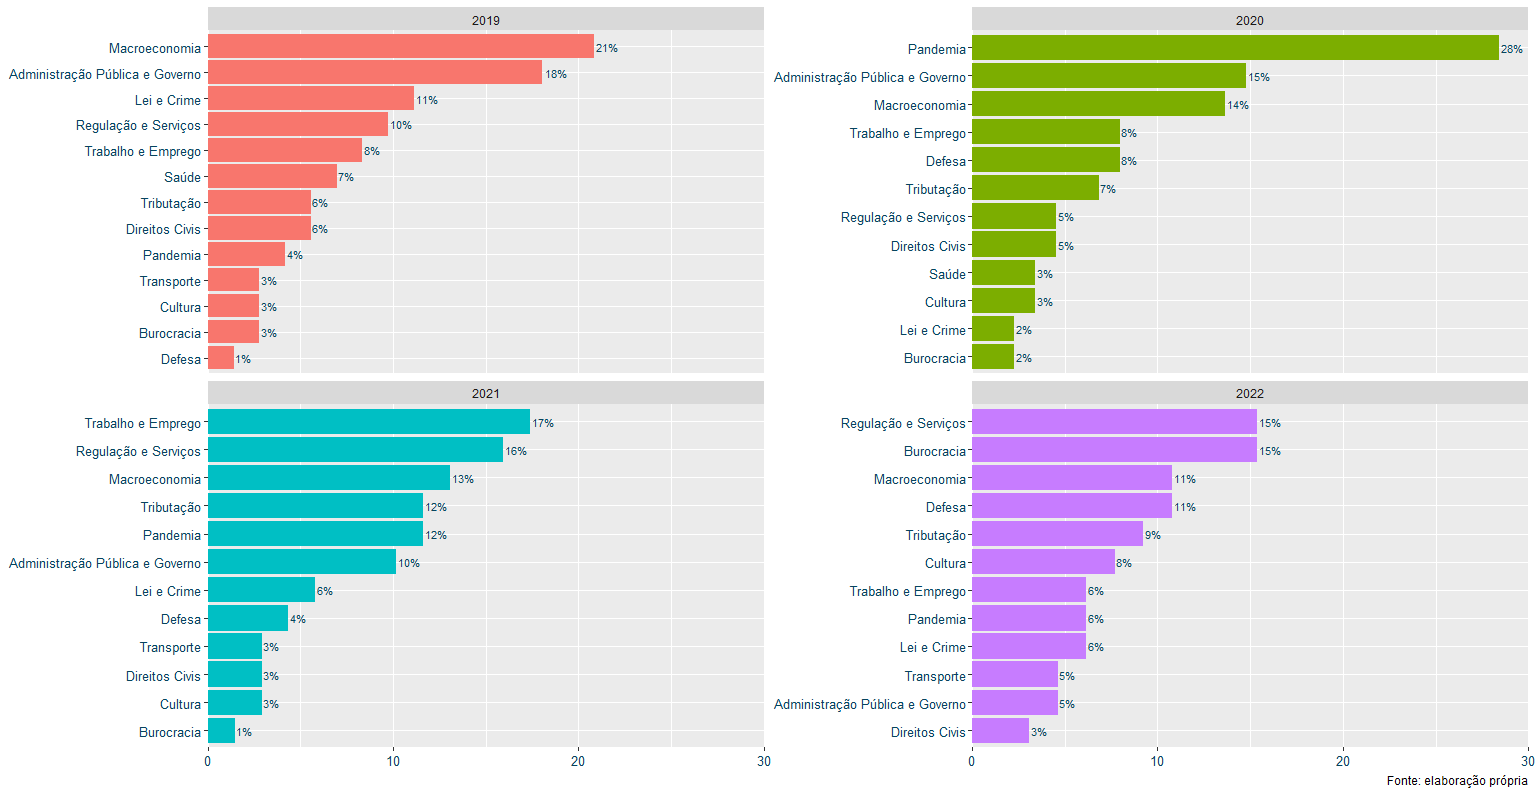 2019
Macroeconomia 21%
Administração Pública e Governo 18%
Lei e Crime 11%
Regulação e Serviços 10%
Trabalho e Emprego 8%
Saúde 7%
Tributação 6%
Direitos Civis 6%
Pandemia 4%
Transporte 3%
Cultura 3%
Burocracia 3%
Defesa 1%
2020
Pandemia 28%
Administração Pública e Governo 15%
Macroeconomia 14%
Trabalho e Emprego 8%
Defesa 8%
Tributação 7%
Regulação e Serviços 5%
Direitos Civis 5%
Saúde 3%
Cultura 3%
Lei e Crime 2%
Burocracia 2%
2021
Trabalho e Emprego 17%
Regulação e Serviços 16%
Macroeconomia 13%
Tributação 12%
Pandemia 12%
Administração Pública e Governo 10%
Lei e Crime 6%
Defesa 4%
Transporte 3%
Direitos Civis 3%
Cultura 3%
Burocracia 1%
0 10 20 30
2022
Regulação e Serviços 15%
Burocracia 15%
Macroeconomia 11%
Defesa 11%
Tributação 9%
Cultura 8%
Trabalho e Emprego 6%
Pandemia 6%
Lei e Crime 6%
Transporte 5%
Administração Pública e Governo 5%
Direitos Civis 3%
0 10 20 30
Fonte: elaboração própria